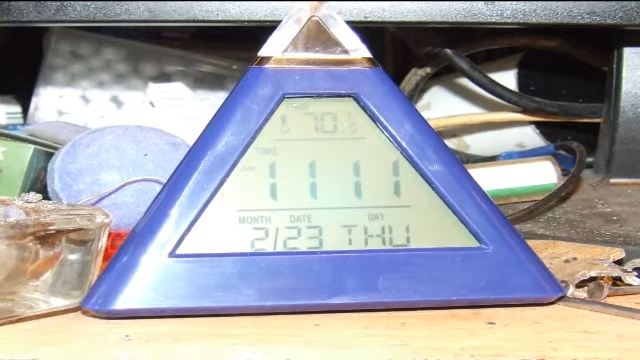 70.
TIME
AM
11 11
MONTH DATE DAY
2/23 THU